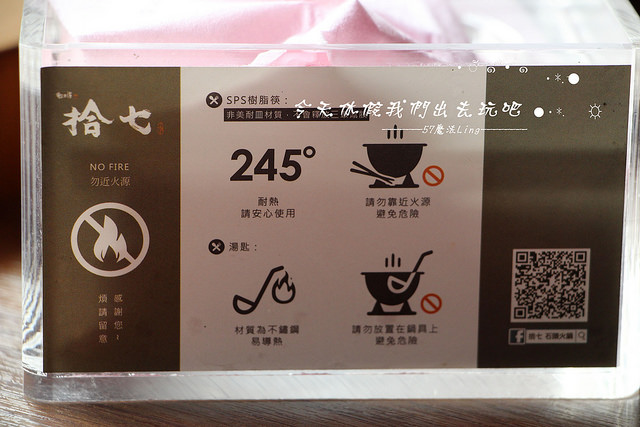 拾七
NO FIRE
勿近火源
煩請留意
感謝您!
SPS樹脂筷：
非美耐皿材質
245°
耐熱
請安心使用
請勿靠近火源
避免危險
湯匙：
材質為不鏽鋼
易導熱
請勿放置在鍋具上
避免危險
拾七 石頭火鍋
今天休假我們出去玩吧
57魔法Ling